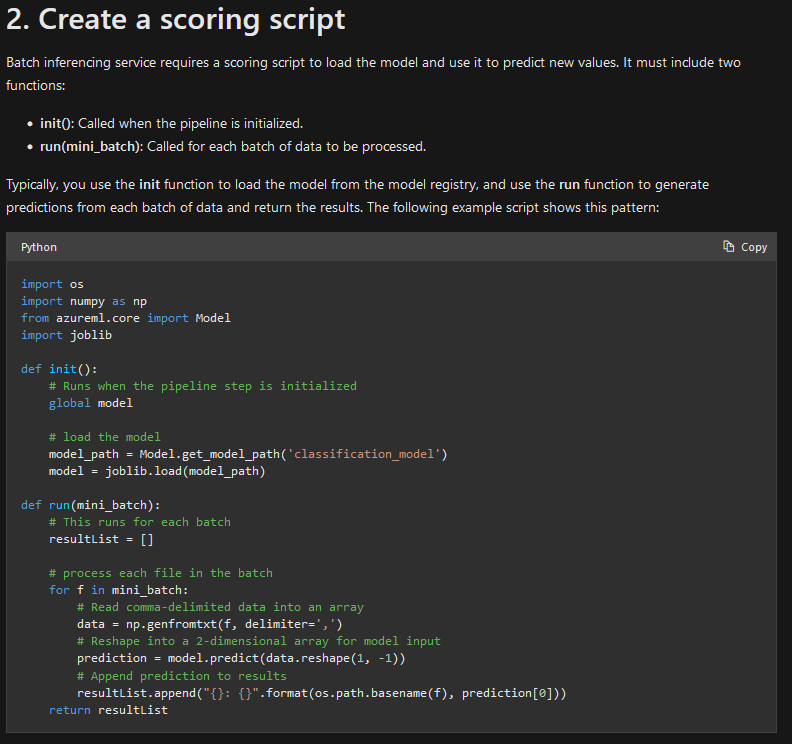 2. Create a scoring script
Batch inferencing service requires a scoring script to load the model and use it to predict new values. It must include two
functions:
• init(): Called when the pipeline is initialized.
• run(mini_batch): Called for each batch of data to be processed.
Typically, you use the init function to load the model from the model registry, and use the run function to generate
predictions from each batch of data and return the results. The following example script shows this pattern:
Python Copy
import os
import numpy as np
from azureml.core import Model
import joblib
def init():
    # Runs when the pipeline step is initialized
    global model
    # load the model
    model_path = Model.get_model_path('classification_model')
    model = joblib.load(model_path)
def run(mini_batch):
    # This runs for each batch
    resultList = []
    # process each file in the batch
    for f in mini_batch:
        # Read comma-delimited data into an array
        data = np.genfromtxt(f, delimiter=',')
        # Reshape into a 2-dimensional array for model input
        prediction = model.predict(data.reshape(1, -1))
        # Append prediction to results
        resultList.append("{}: {}".format(os.path.basename(f), prediction[0]))
    return resultList